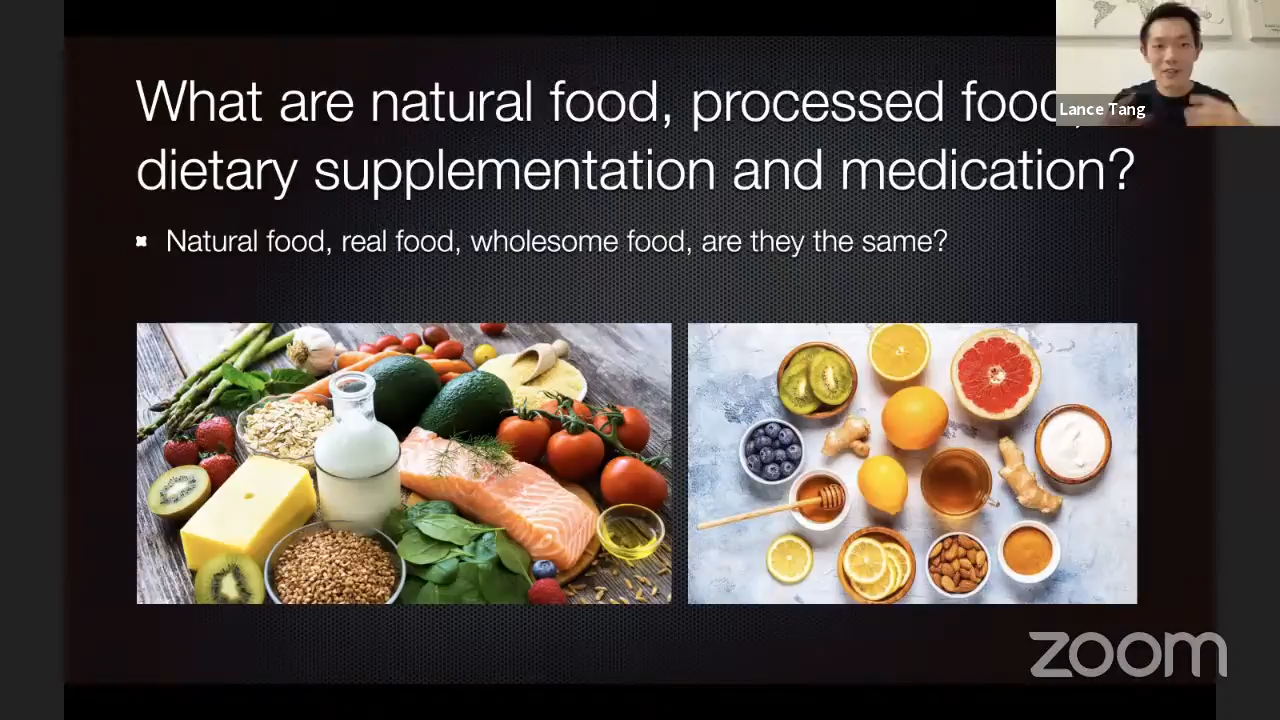 What are natural food, processed food,
dietary supplementation and medication?
Natural food, real food, wholesome food, are they the same?
Lance Tang
zoom